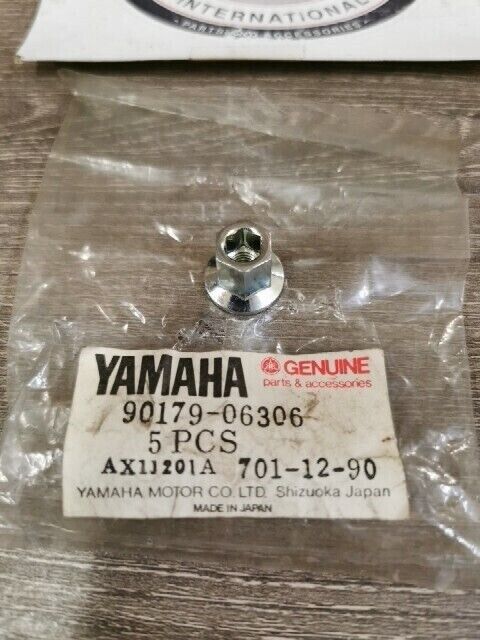 INTERNATIONAL
PARTS & ACCESSORIES
YAMAHA
GENUINE
parts & accessories
90179-06306
5 PCS
AX1J201A 701-12-90
YAMAHA MOTOR CO. LTD. Shizuoka Japan
MADE IN JAPAN